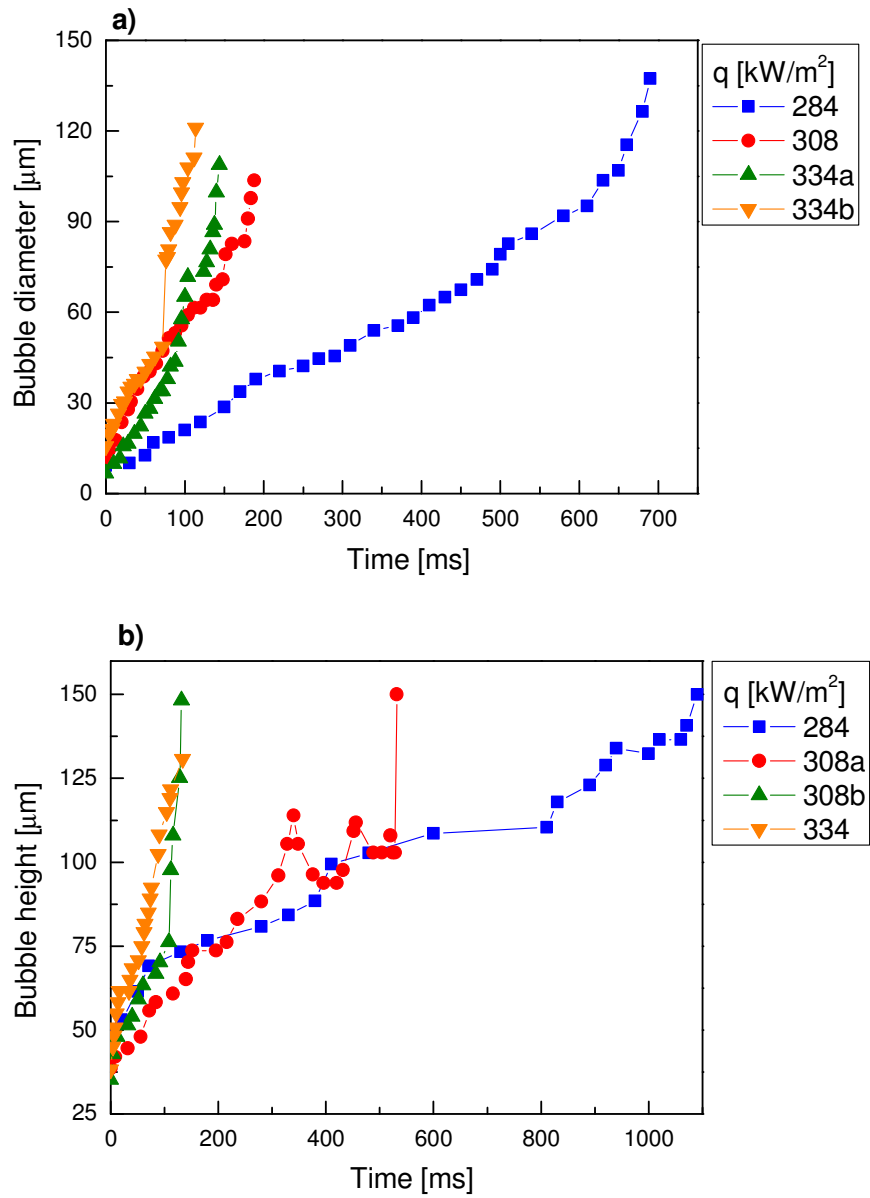 a)
150
120
90
60
30
0
Bubble diameter [μm]
0 100 200 300 400 500 600 700
Time [ms]
q [kW/m²]
284
308
334a
334b
b)
150
125
100
75
50
25
Bubble height [μm]
0 200 400 600 800 1000
Time [ms]
q [kW/m²]
284
308a
308b
334